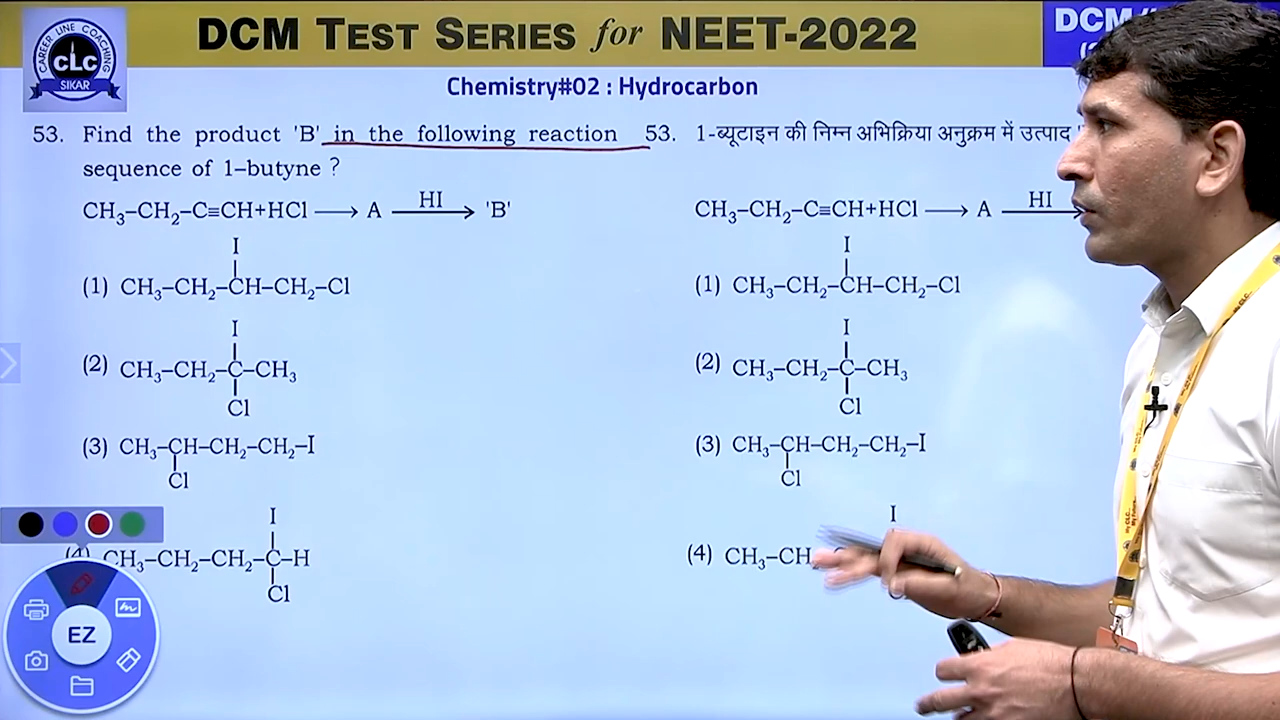 CAREER LINE COACHING
CLC
SIKAR
DCM TEST SERIES for NEET-2022
Chemistry#02 : Hydrocarbon
53. Find the product 'B' in the following reaction
sequence of 1–butyne ?
CH₃–CH₂–C≡CH+HCl ⟶ A HI ⟶ 'B'
I
(1) CH₃–CH₂–CH–CH₂–Cl
I
(2) CH₃–CH₂–C–CH₃
Cl
(3) CH₃–CH–CH₂–CH₂–I
Cl
I
(4) CH₃–CH₂–CH₂–C–H
Cl
53. 1-ब्यूटाइन की निम्न अभिक्रिया अनुक्रम में उत्पाद
CH₃–CH₂–C≡CH+HCl ⟶ A HI
I
(1) CH₃–CH₂–CH–CH₂–Cl
I
(2) CH₃–CH₂–C–CH₃
Cl
(3) CH₃–CH–CH₂–CH₂–I
Cl
I
(4) CH₃–CH₂
EZ